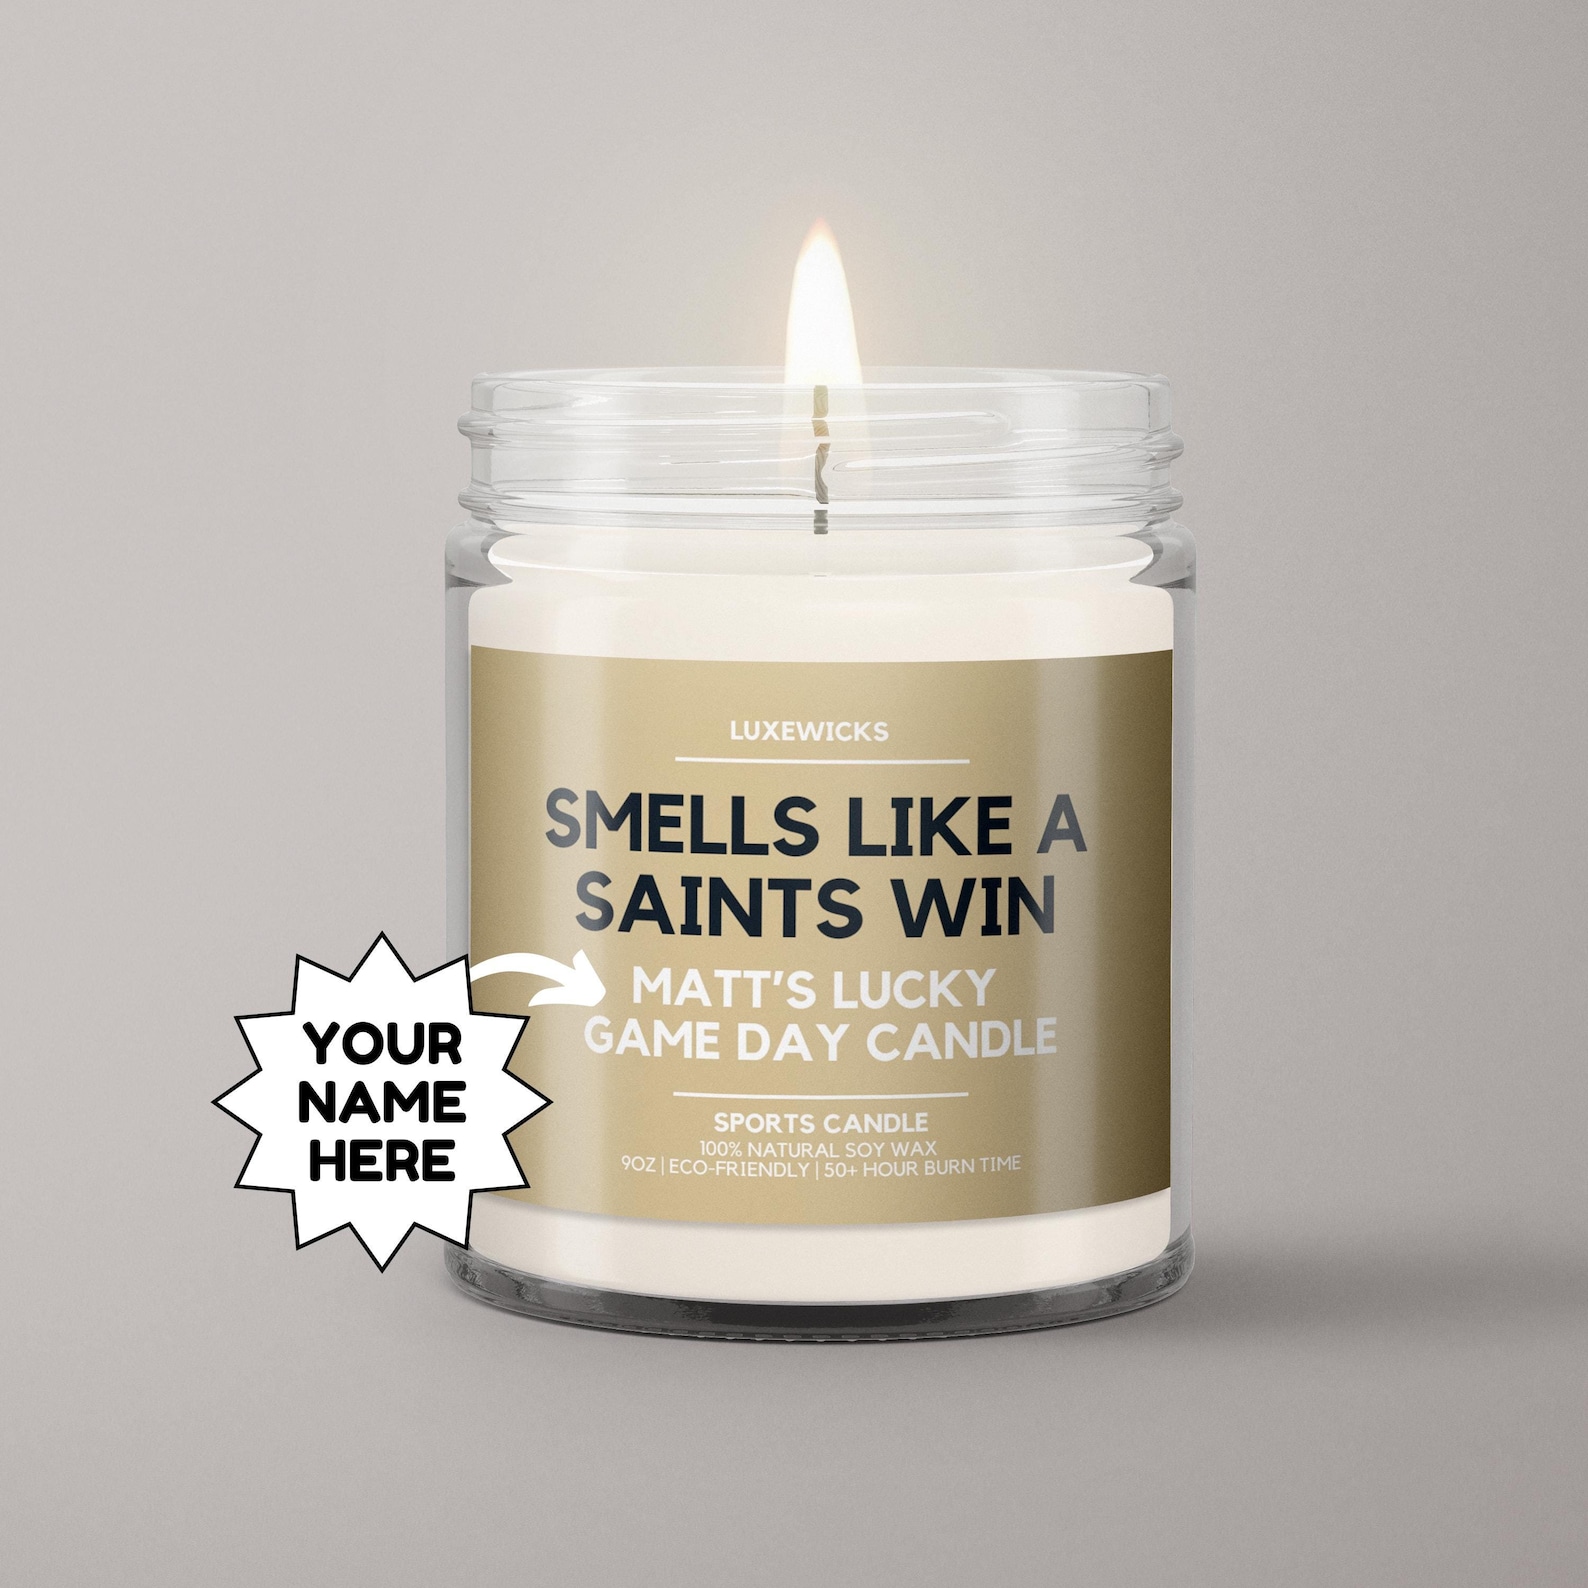 LUXEWICKS
SMELLS LIKE A
SAINTS WIN
MATT'S LUCKY
GAME DAY CANDLE
SPORTS CANDLE
100% NATURAL SOY WAX
9OZ | ECO-FRIENDLY | 50+ HOUR BURN TIME
YOUR
NAME
HERE